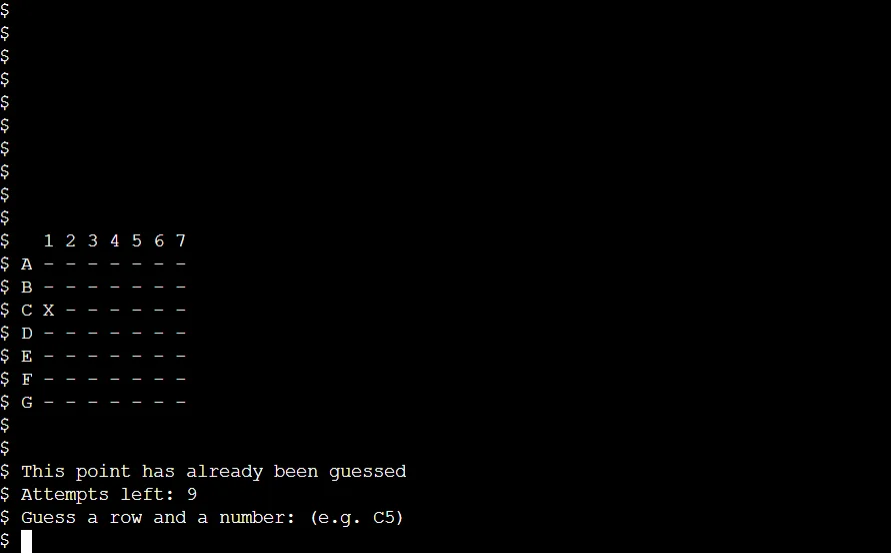 $
$
$
$
$
$
$
$
$
$
$   1 2 3 4 5 6 7
$ A - - - - - - -
$ B - - - - - - -
$ C X - - - - - -
$ D - - - - - - -
$ E - - - - - - -
$ F - - - - - - -
$ G - - - - - - -
$
$
$ This point has already been guessed
$ Attempts left: 9
$ Guess a row and a number: (e.g. C5)
$